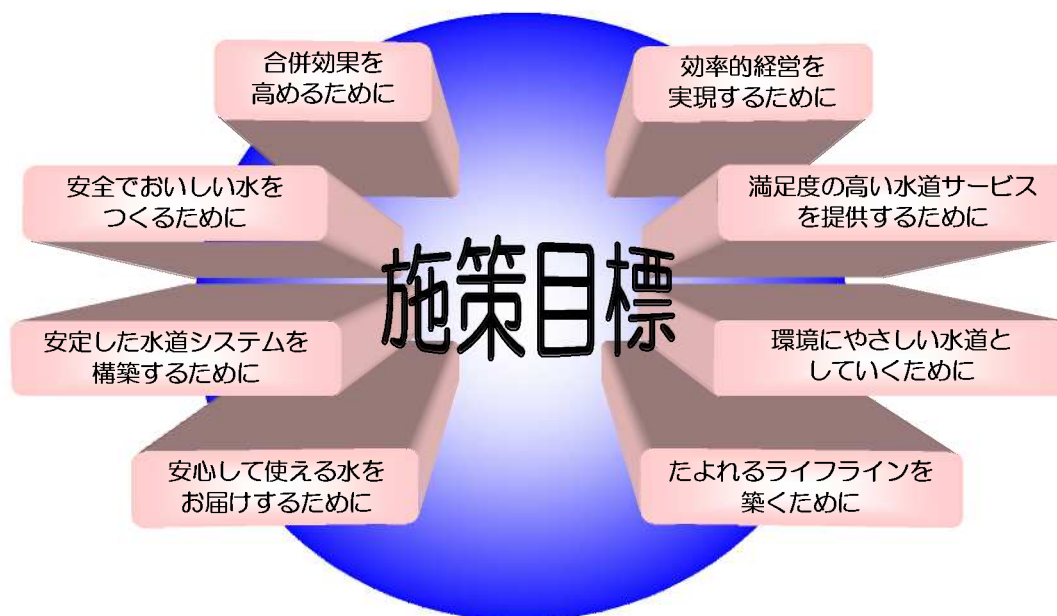 合併効果を
高めるために
効率的経営を
実現するために
安全でおいしい水を
つくるために
満足度の高い水道サービス
を提供するために
施策目標
安定した水道システムを
構築するために
環境にやさしい水道と
していくために
安心して使える水を
お届けするために
たよれるライフラインを
築くために